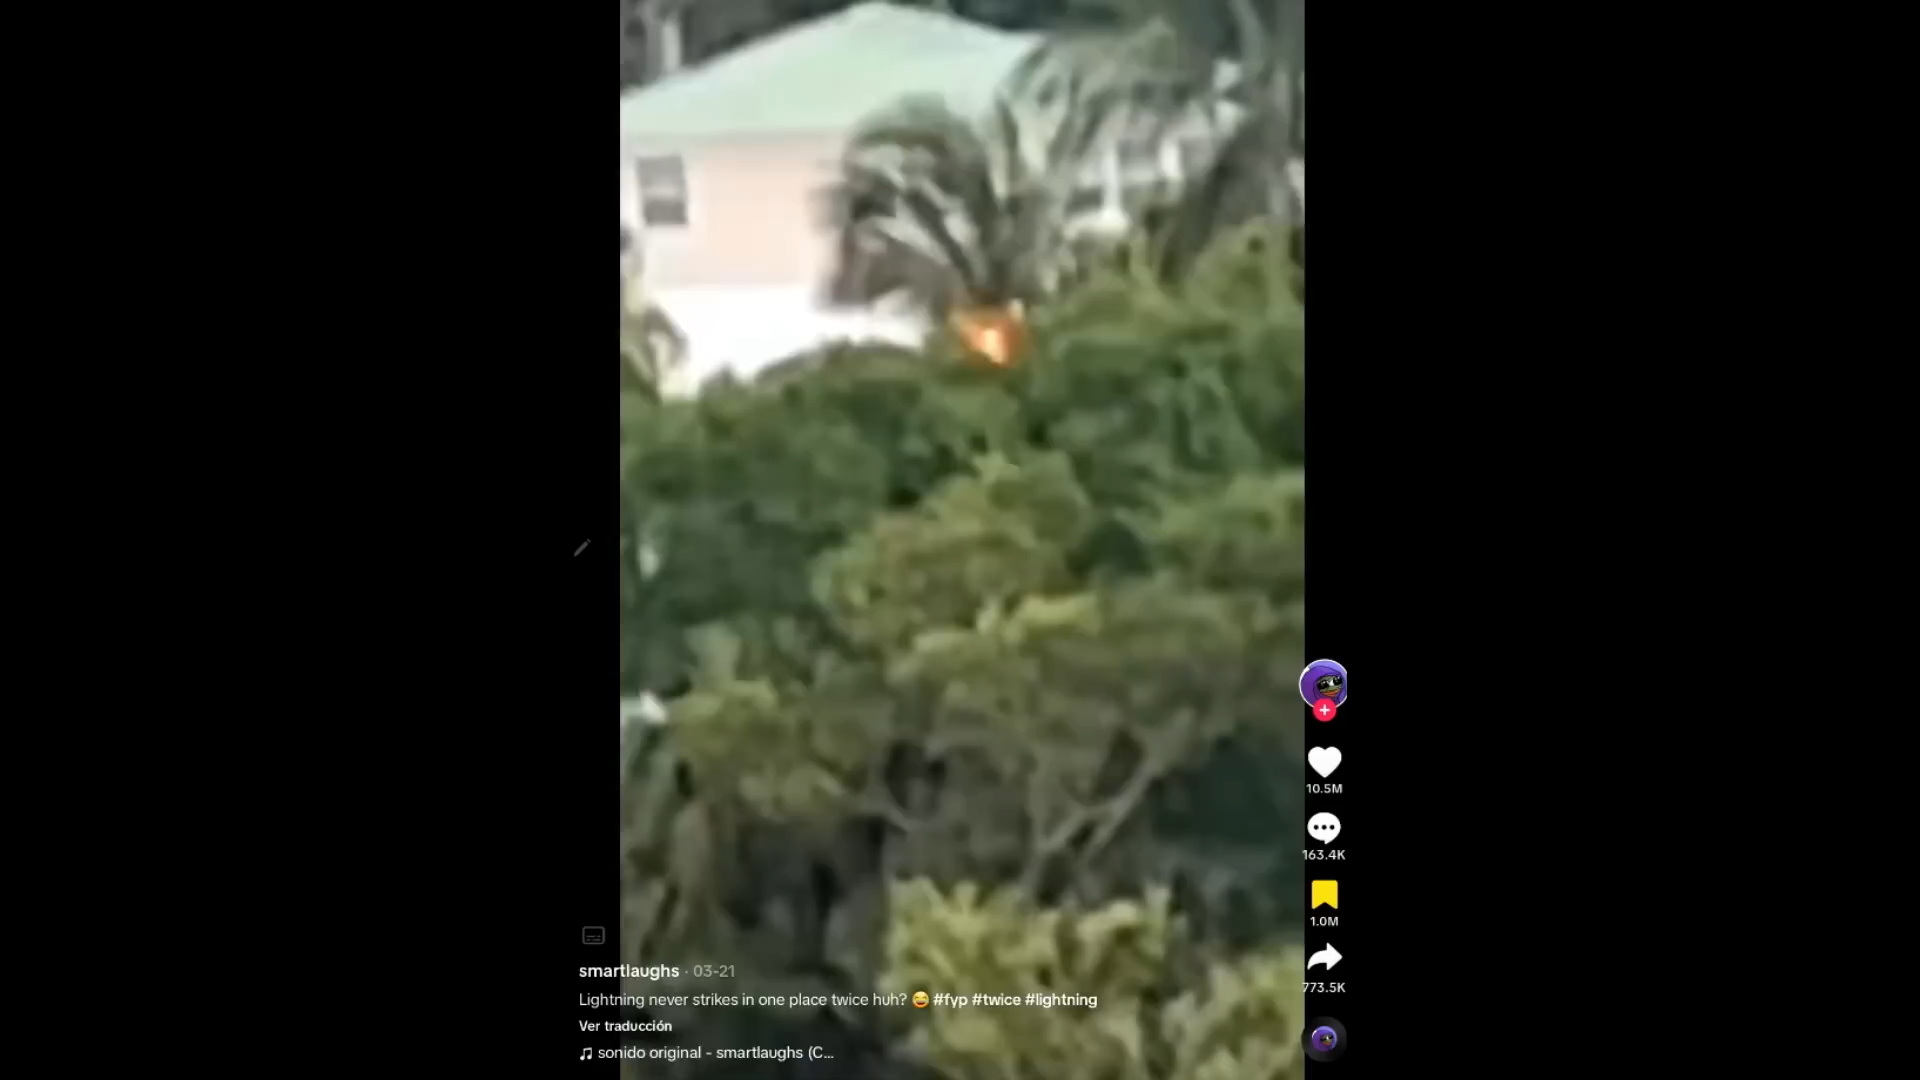 10.5M
163.4K
1.0M
773.5K
smartlaughs · 03-21
Lightning never strikes in one place twice huh? 😅 #fyp #twice #lightning
Ver traducción
sonido original - smartlaughs (C...